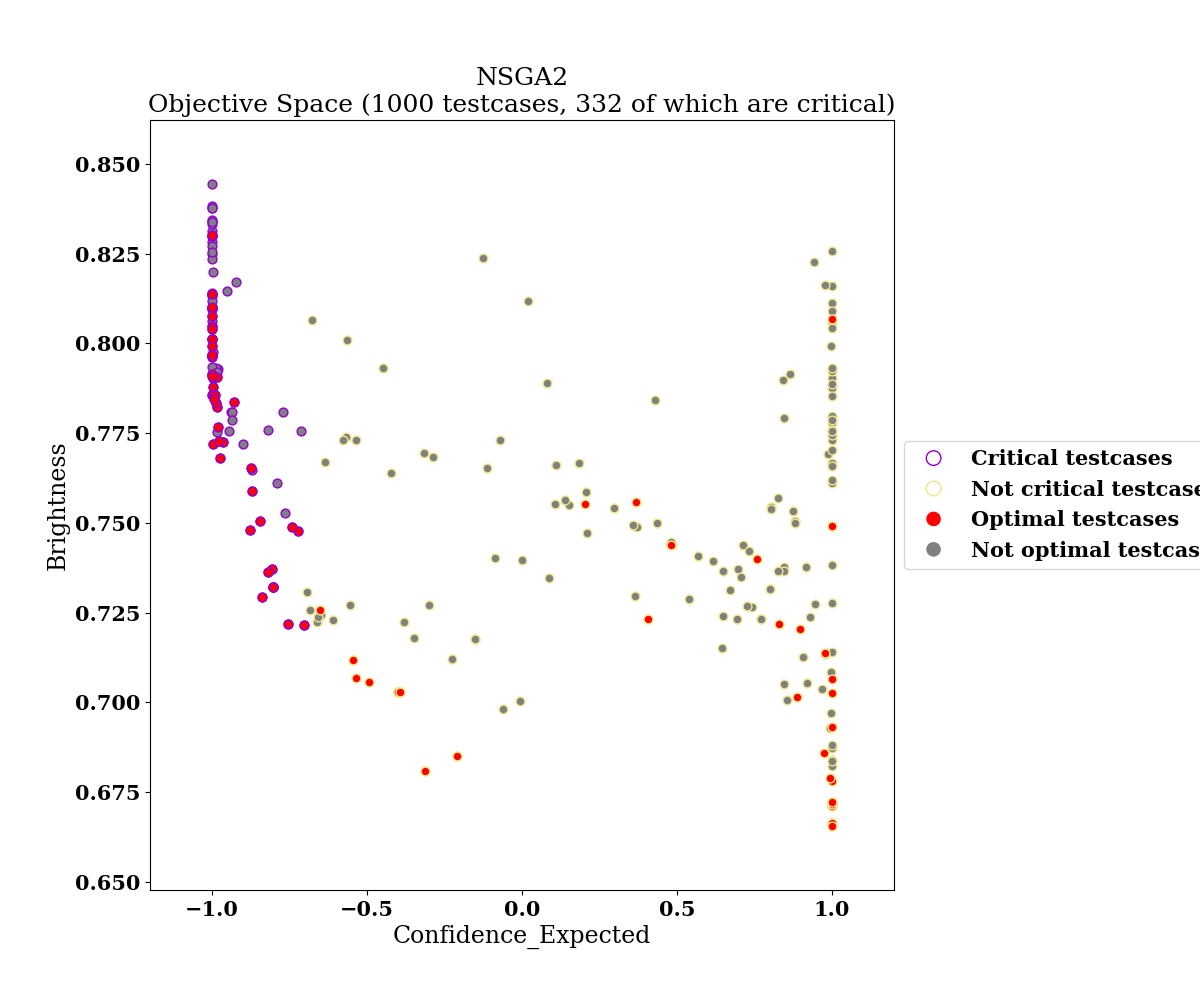 NSGA2
Objective Space (1000 testcases, 332 of which are critical)
0.850
0.825
0.800
0.775
0.750
0.725
0.700
0.675
0.650
Brightness
−1.0 −0.5 0.0 0.5 1.0
Confidence_Expected
Critical testcases
Not critical testcase
Optimal testcases
Not optimal testcas